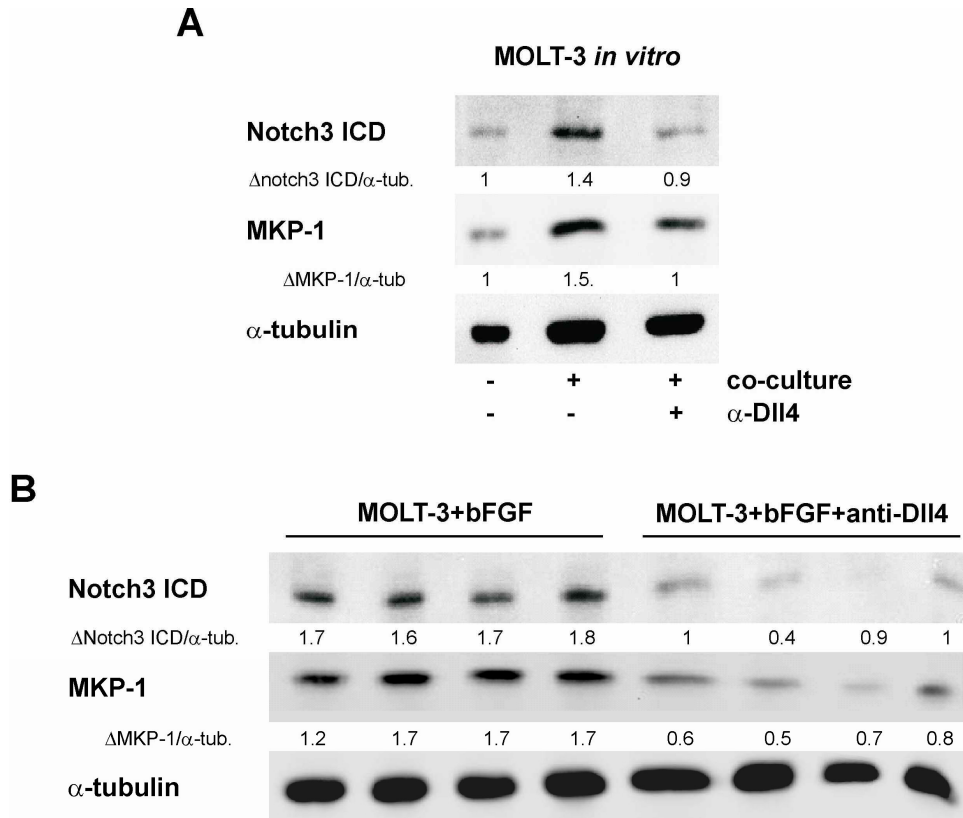 A
MOLT-3 in vitro
Notch3 ICD
Δnotch3 ICD/α-tub. 1 1.4 0.9
MKP-1
ΔMKP-1/α-tub 1 1.5. 1
α-tubulin
- + + co-culture
- - + α-Dll4
B
MOLT-3+bFGF MOLT-3+bFGF+anti-Dll4
Notch3 ICD
ΔNotch3 ICD/α-tub. 1.7 1.6 1.7 1.8 1 0.4 0.9 1
MKP-1
ΔMKP-1/α-tub. 1.2 1.7 1.7 1.7 0.6 0.5 0.7 0.8
α-tubulin